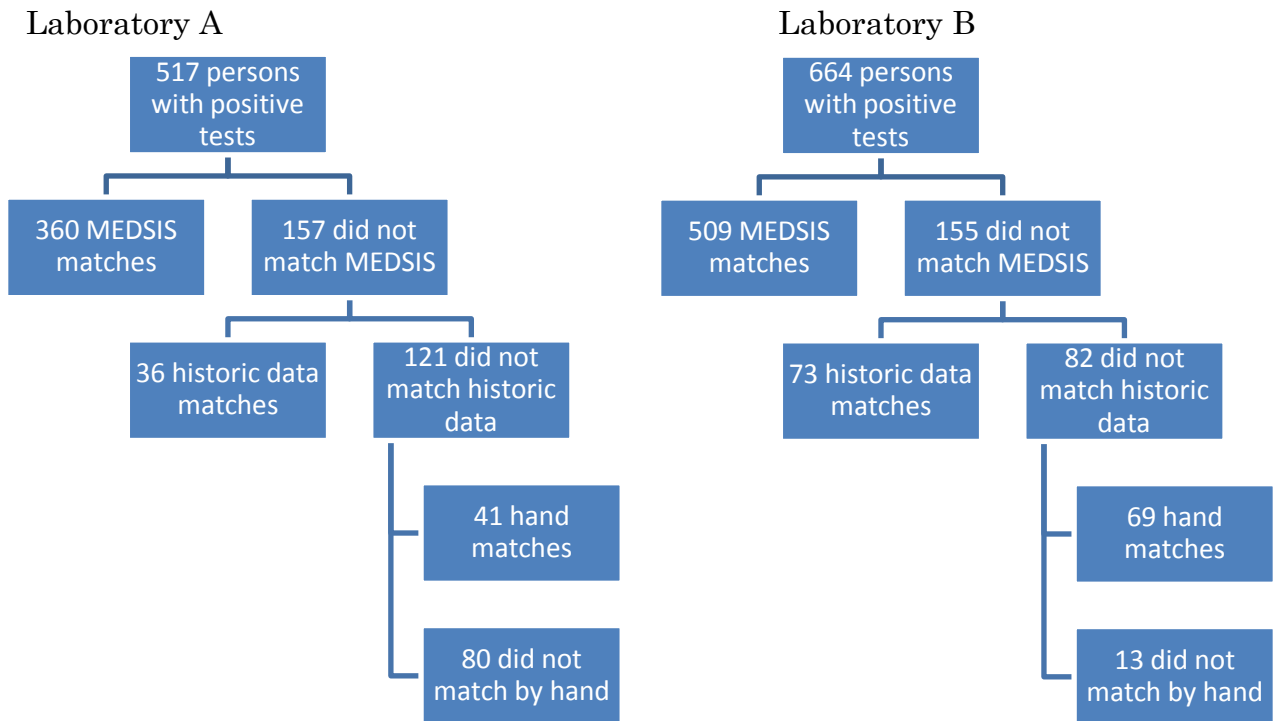 Laboratory A
517 persons
with positive
tests
360 MEDSIS
matches
157 did not
match MEDSIS
36 historic data
matches
121 did not
match historic
data
41 hand
matches
80 did not
match by hand
Laboratory B
664 persons
with positive
tests
509 MEDSIS
matches
155 did not
match MEDSIS
73 historic data
matches
82 did not
match historic
data
69 hand
matches
13 did not
match by hand